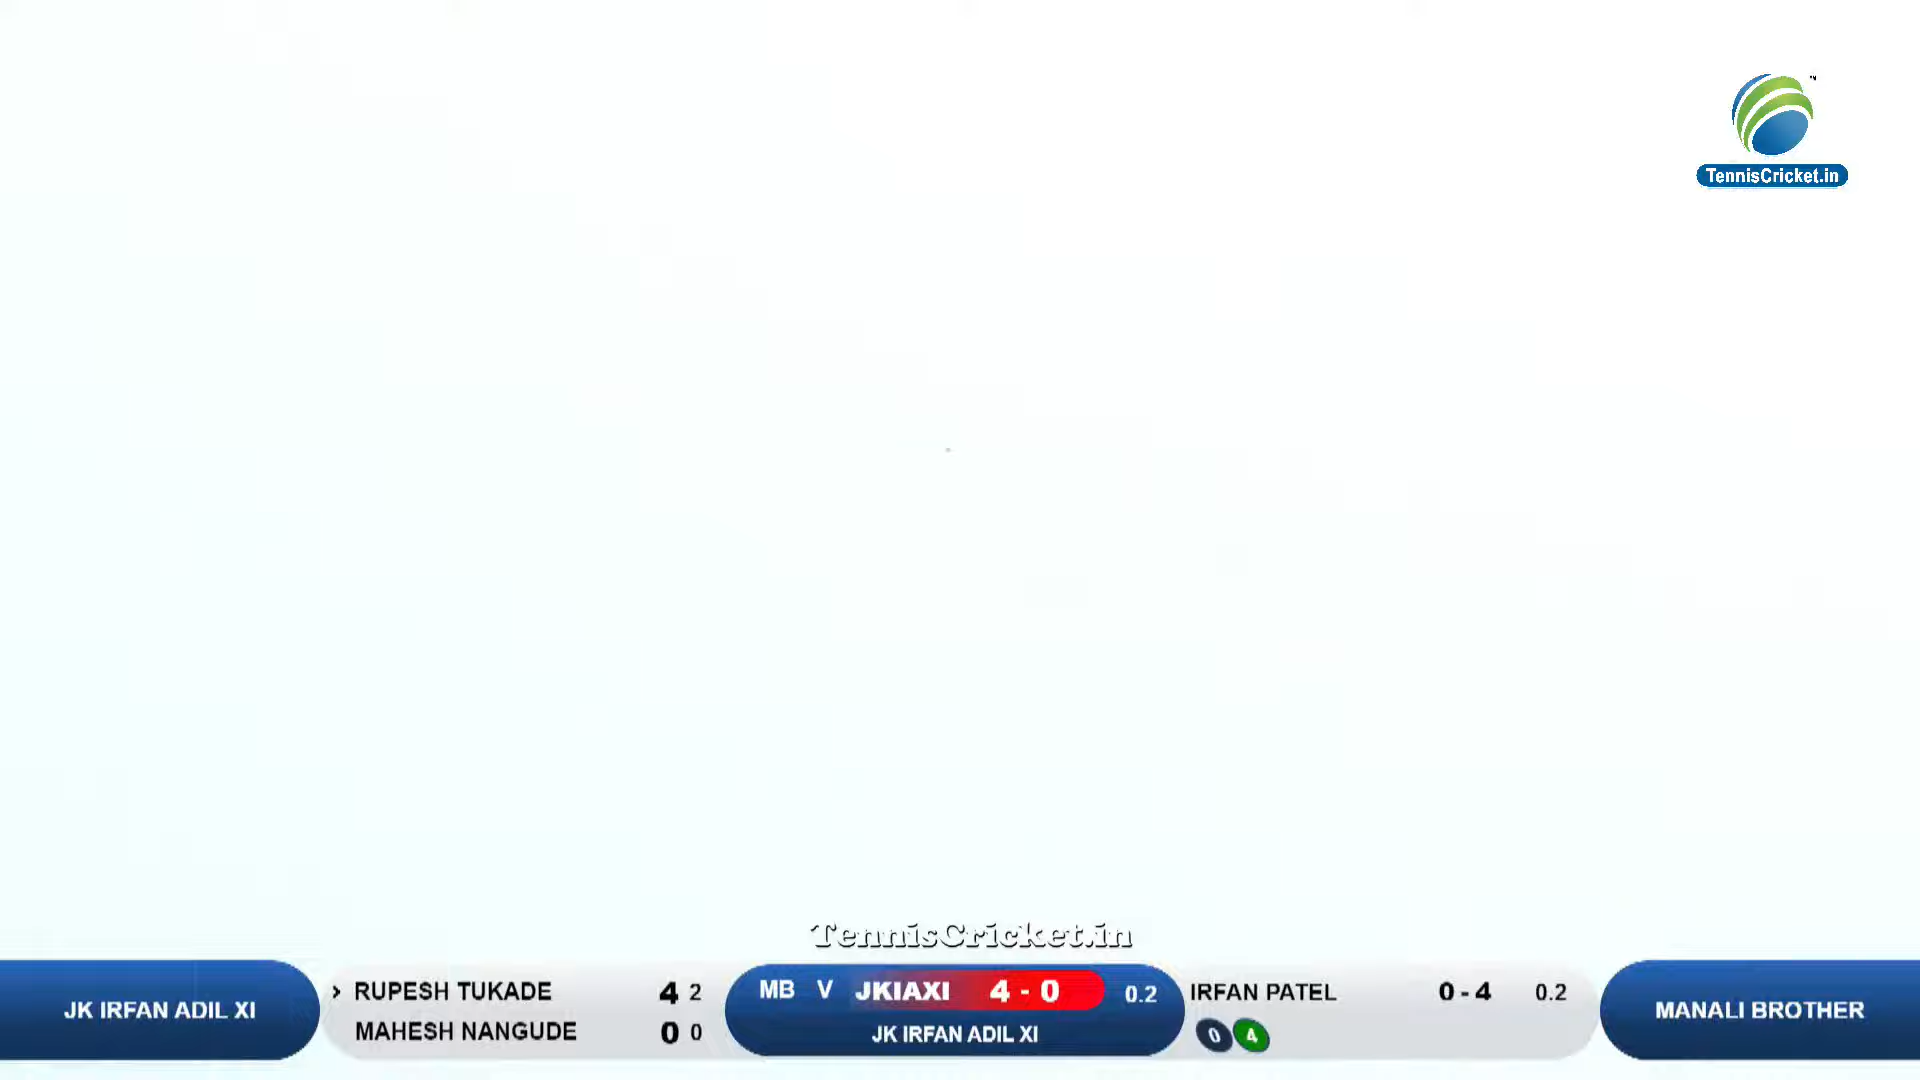 TM
TennisCricket.in
TennisCricket.in
JK IRFAN ADIL XI
> RUPESH TUKADE 4 2
MAHESH NANGUDE 0 0
MB V JKIAXI 4 - 0 0.2
JK IRFAN ADIL XI
IRFAN PATEL 0 - 4 0.2
0 4
MANALI BROTHER